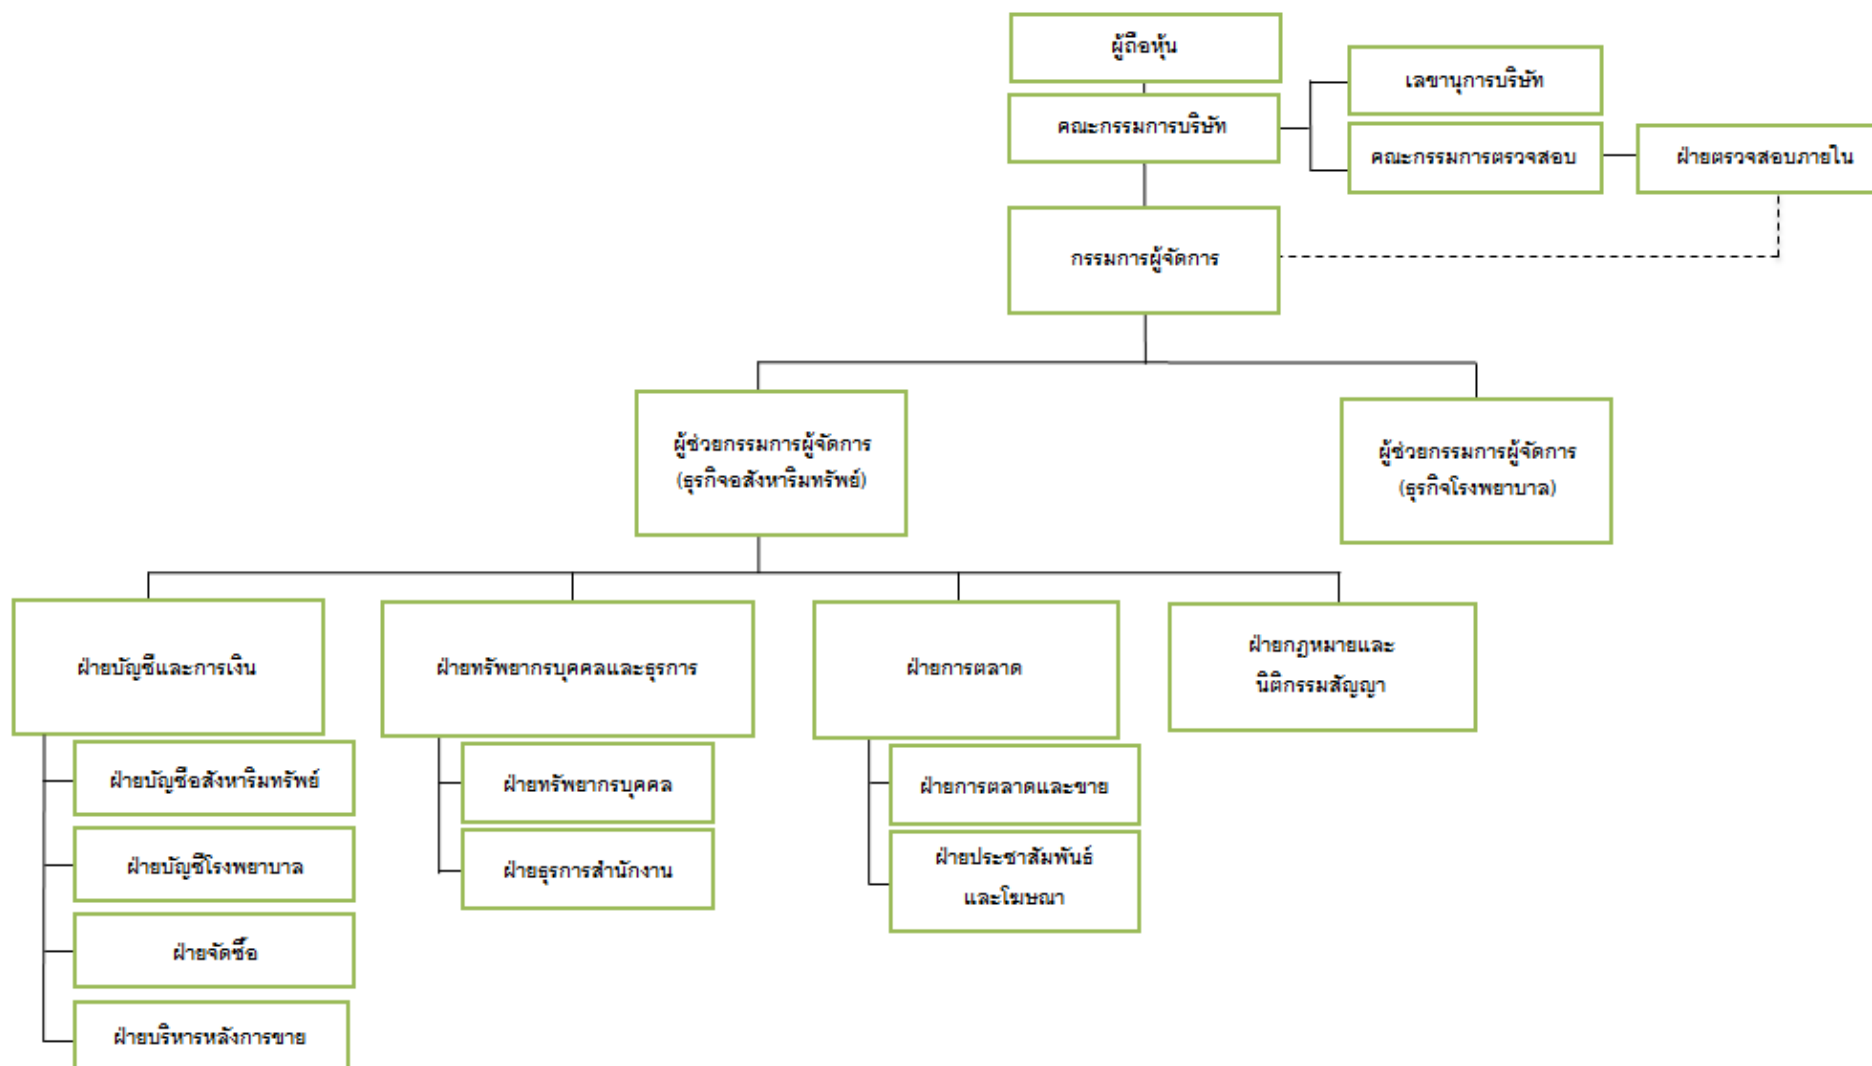 ผู้ถือหุ้น
เลขานุการบริษัท
คณะกรรมการบริษัท
คณะกรรมการตรวจสอบ
ฝ่ายตรวจสอบภายใน
กรรมการผู้จัดการ
ผู้ช่วยกรรมการผู้จัดการ
(ธุรกิจอสังหาริมทรัพย์)
ผู้ช่วยกรรมการผู้จัดการ
(ธุรกิจโรงพยาบาล)
ฝ่ายบัญชีและการเงิน
ฝ่ายทรัพยากรบุคคลและธุรการ
ฝ่ายการตลาด
ฝ่ายกฎหมายและ
นิติกรรมสัญญา
ฝ่ายบัญชีอสังหาริมทรัพย์
ฝ่ายบัญชีโรงพยาบาล
ฝ่ายจัดซื้อ
ฝ่ายบริหารหลังการขาย
ฝ่ายทรัพยากรบุคคล
ฝ่ายธุรการสำนักงาน
ฝ่ายการตลาดและขาย
ฝ่ายประชาสัมพันธ์
และโฆษณา